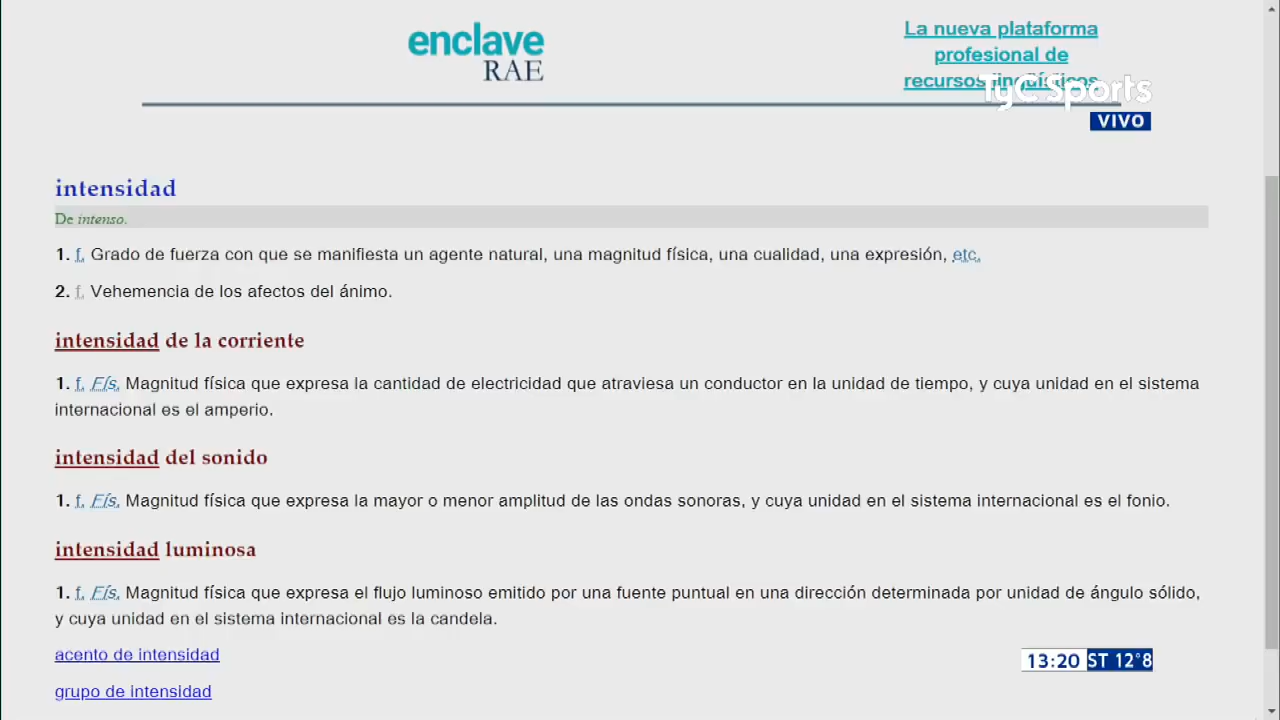 enclave
RAE
La nueva plataforma
profesional de
recursos lingüísticos
TyC Sports
VIVO
intensidad
De intenso.
1. f. Grado de fuerza con que se manifiesta un agente natural, una magnitud física, una cualidad, una expresión, etc.
2. f. Vehemencia de los afectos del ánimo.
intensidad de la corriente
1. f. Fís. Magnitud física que expresa la cantidad de electricidad que atraviesa un conductor en la unidad de tiempo, y cuya unidad en el sistema
internacional es el amperio.
intensidad del sonido
1. f. Fís. Magnitud física que expresa la mayor o menor amplitud de las ondas sonoras, y cuya unidad en el sistema internacional es el fonio.
intensidad luminosa
1. f. Fís. Magnitud física que expresa el flujo luminoso emitido por una fuente puntual en una dirección determinada por unidad de ángulo sólido,
y cuya unidad en el sistema internacional es la candela.
acento de intensidad
13:20 ST 12°8
grupo de intensidad